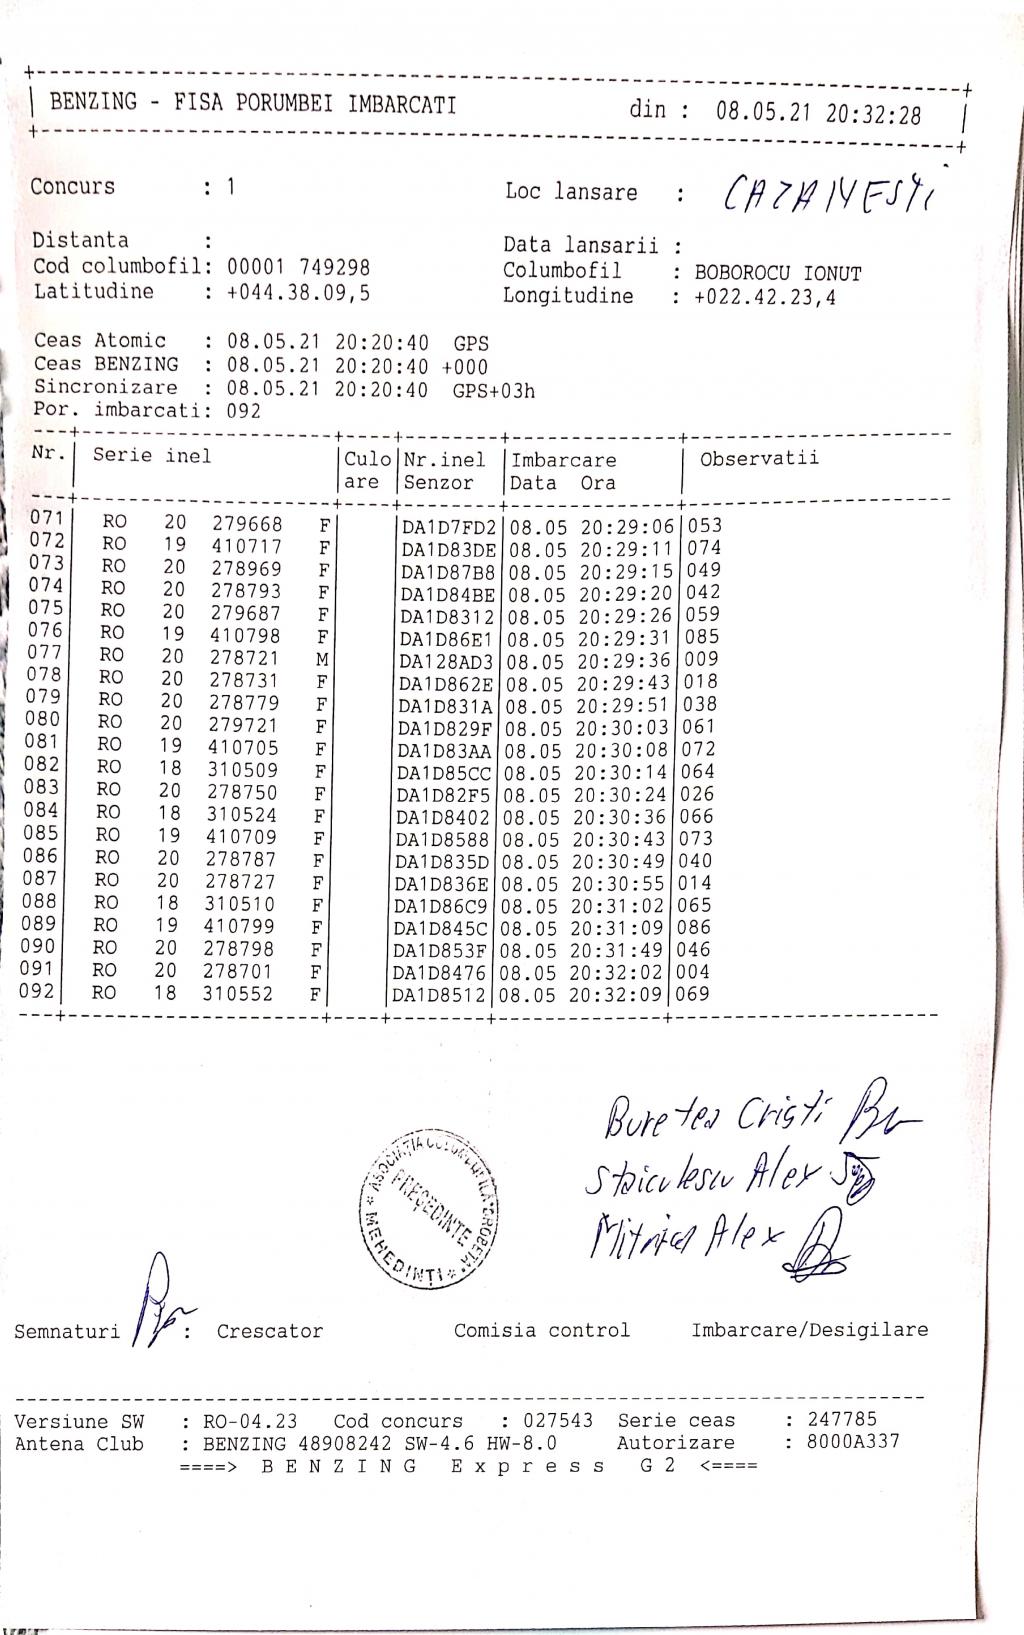 BENZING - FISA PORUMBEI IMBARCATI din : 08.05.21 20:32:28
Concurs : 1 Loc lansare : CAZANESTI
Distanta : Data lansarii :
Cod columbofil: 00001 749298 Columbofil : BOBOROCU IONUT
Latitudine : +044.38.09,5 Longitudine : +022.42.23,4
Ceas Atomic : 08.05.21 20:20:40 GPS
Ceas BENZING : 08.05.21 20:20:40 +000
Sincronizare : 08.05.21 20:20:40 GPS+03h
Por. imbarcati: 092
Nr. Serie inel Culo Nr.inel Imbarcare Observatii
are Senzor Data Ora
071 RO 20 279668 F DA1D7FD2 08.05 20:29:06 053
072 RO 19 410717 F DA1D83DE 08.05 20:29:11 074
073 RO 20 278969 F DA1D87B8 08.05 20:29:15 049
074 RO 20 278793 F DA1D84BE 08.05 20:29:20 042
075 RO 20 279687 F DA1D8312 08.05 20:29:26 059
076 RO 19 410798 F DA1D86E1 08.05 20:29:31 085
077 RO 20 278721 M DA128AD3 08.05 20:29:36 009
078 RO 20 278731 F DA1D862E 08.05 20:29:43 018
079 RO 20 278779 F DA1D831A 08.05 20:29:51 038
080 RO 20 279721 F DA1D829F 08.05 20:30:03 061
081 RO 19 410705 F DA1D83AA 08.05 20:30:08 072
082 RO 18 310509 F DA1D85CC 08.05 20:30:14 064
083 RO 20 278750 F DA1D82F5 08.05 20:30:24 026
084 RO 18 310524 F DA1D8402 08.05 20:30:36 066
085 RO 19 410709 F DA1D8588 08.05 20:30:43 073
086 RO 20 278787 F DA1D835D 08.05 20:30:49 040
087 RO 20 278727 F DA1D836E 08.05 20:30:55 014
088 RO 18 310510 F DA1D86C9 08.05 20:31:02 065
089 RO 19 410799 F DA1D845C 08.05 20:31:09 086
090 RO 20 278798 F DA1D853F 08.05 20:31:49 046
091 RO 20 278701 F DA1D8476 08.05 20:32:02 004
092 RO 18 310552 F DA1D8512 08.05 20:32:09 069
Buretea Cristi
Staiculescu Alex
Mitrica Alex
ASOCIAȚIA COLUMBOFILA "DROBETA"
PREȘEDINTE
* MEHEDINȚI *
Semnaturi : Crescator Comisia control Imbarcare/Desigilare
Versiune SW : RO-04.23 Cod concurs : 027543 Serie ceas : 247785
Antena Club : BENZING 48908242 SW-4.6 HW-8.0 Autorizare : 8000A337
====> B E N Z I N G E x p r e s s G 2 <====